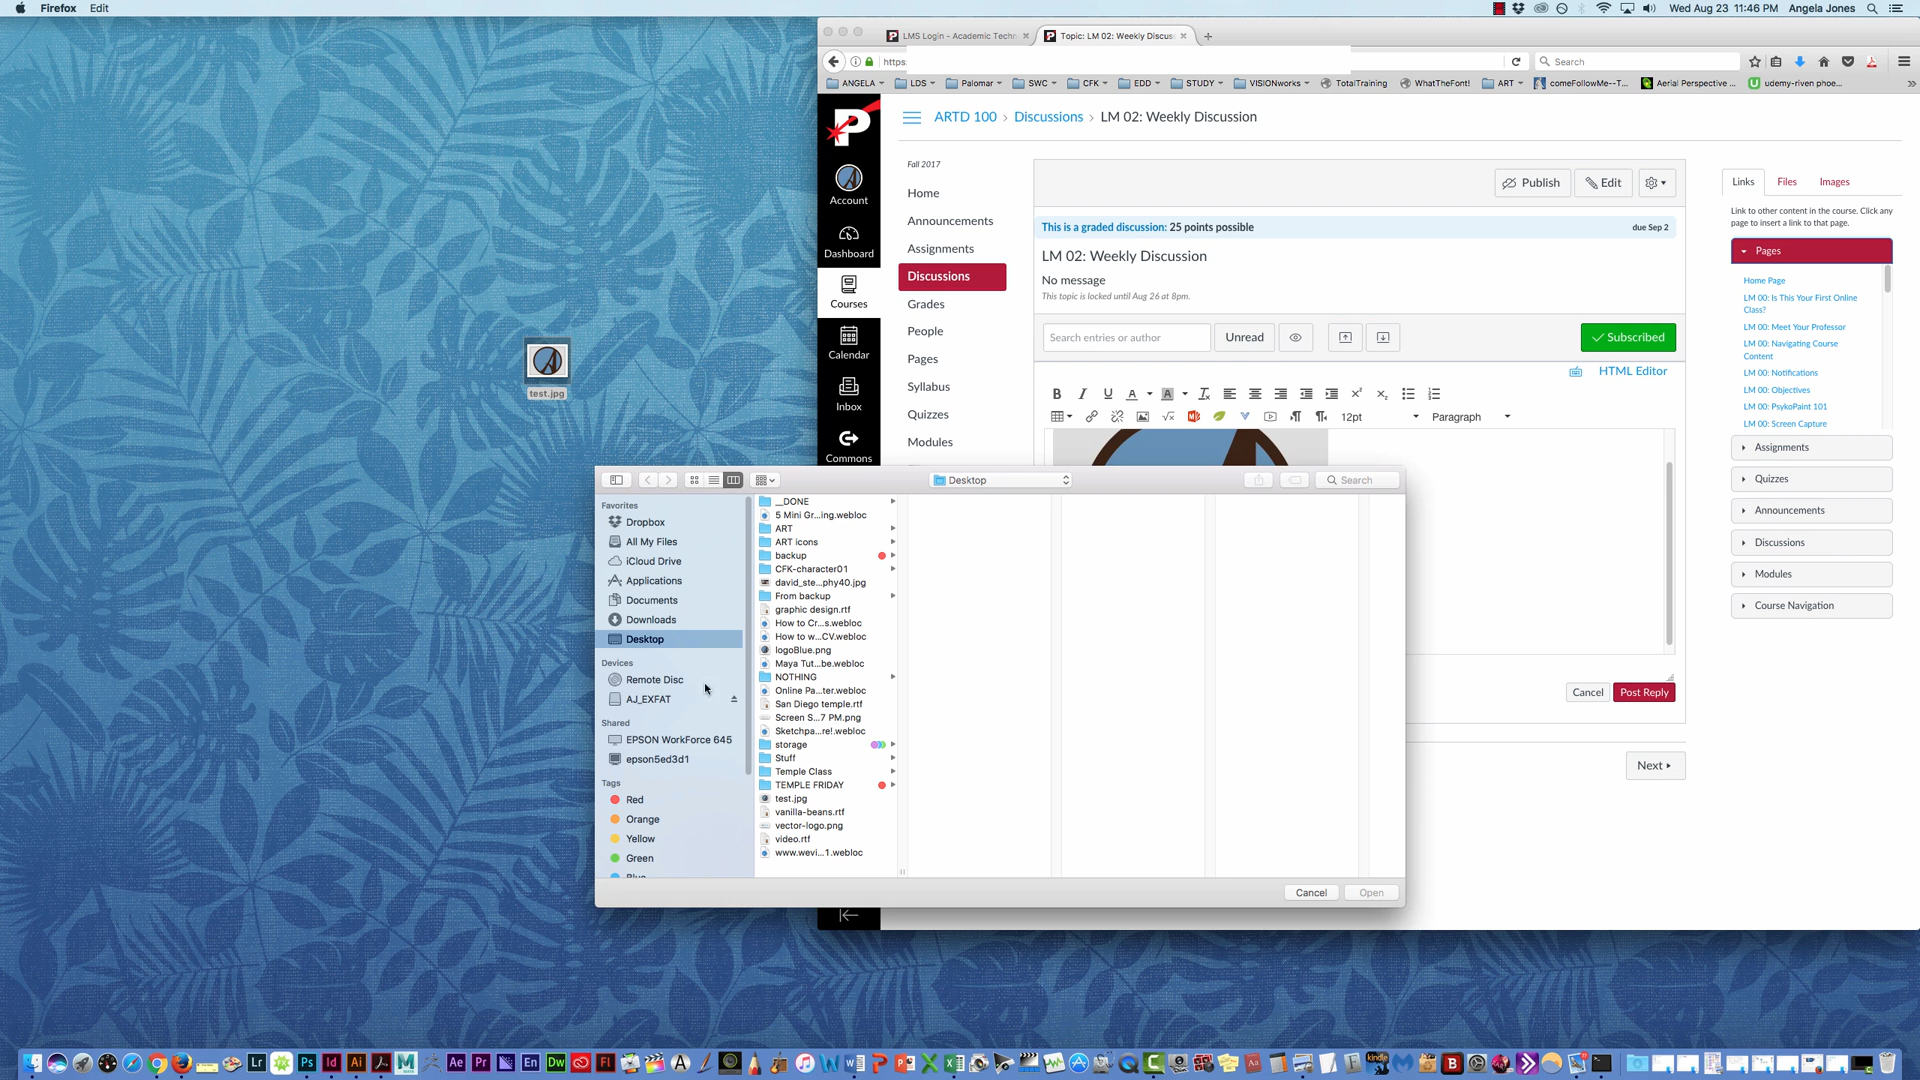 Firefox Edit
Wed Aug 23 11:46 PM Angela Jones
LMS Login - Academic Techn
Topic: LM 02: Weekly Discus
https
Search
ANGELA
LDS
Palomar
SWC
CFK
EDD
STUDY
VISIONworks
TotalTraining
WhatTheFont!
ART
comeFollowMe--T...
Aerial Perspective ...
udemy-riven phoe...
P
Account
Dashboard
Courses
Calendar
Inbox
Commons
ARTD 100 › Discussions › LM 02: Weekly Discussion
Fall 2017
Home
Announcements
Assignments
Discussions
Grades
People
Pages
Syllabus
Quizzes
Modules
Publish
Edit
This is a graded discussion: 25 points possible
due Sep 2
LM 02: Weekly Discussion
No message
This topic is locked until Aug 26 at 8pm.
Search entries or author
Unread
Subscribed
HTML Editor
12pt
Paragraph
Cancel
Post Reply
Next
Links
Files
Images
Link to other content in the course. Click any
page to insert a link to that page.
Pages
Home Page
LM 00: Is This Your First Online
Class?
LM 00: Meet Your Professor
LM 00: Navigating Course
Content
LM 00: Notifications
LM 00: Objectives
LM 00: PsykoPaint 101
LM 00: Screen Capture
Assignments
Quizzes
Announcements
Discussions
Modules
Course Navigation
test.jpg
Desktop
Search
Favorites
Dropbox
All My Files
iCloud Drive
Applications
Documents
Downloads
Desktop
Devices
Remote Disc
AJ_EXFAT
Shared
EPSON WorkForce 645
epson5ed3d1
Tags
Red
Orange
Yellow
Green
Blue
__DONE
5 Mini Gr...ing.webloc
ART
ART icons
backup
CFK-character01
david_ste...phy40.jpg
From backup
graphic design.rtf
How to Cr...s.webloc
How to w...CV.webloc
logoBlue.png
Maya Tut...be.webloc
NOTHING
Online Pa...ter.webloc
San Diego temple.rtf
Screen S...7 PM.png
Sketchpa...re!.webloc
storage
Stuff
Temple Class
TEMPLE FRIDAY
test.jpg
vanilla-beans.rtf
vector-logo.png
video.rtf
www.wevi...1.webloc
Cancel
Open
Lr
Ps
Id
Ai
Ae
Pr
En
Dw
Fl
kindle